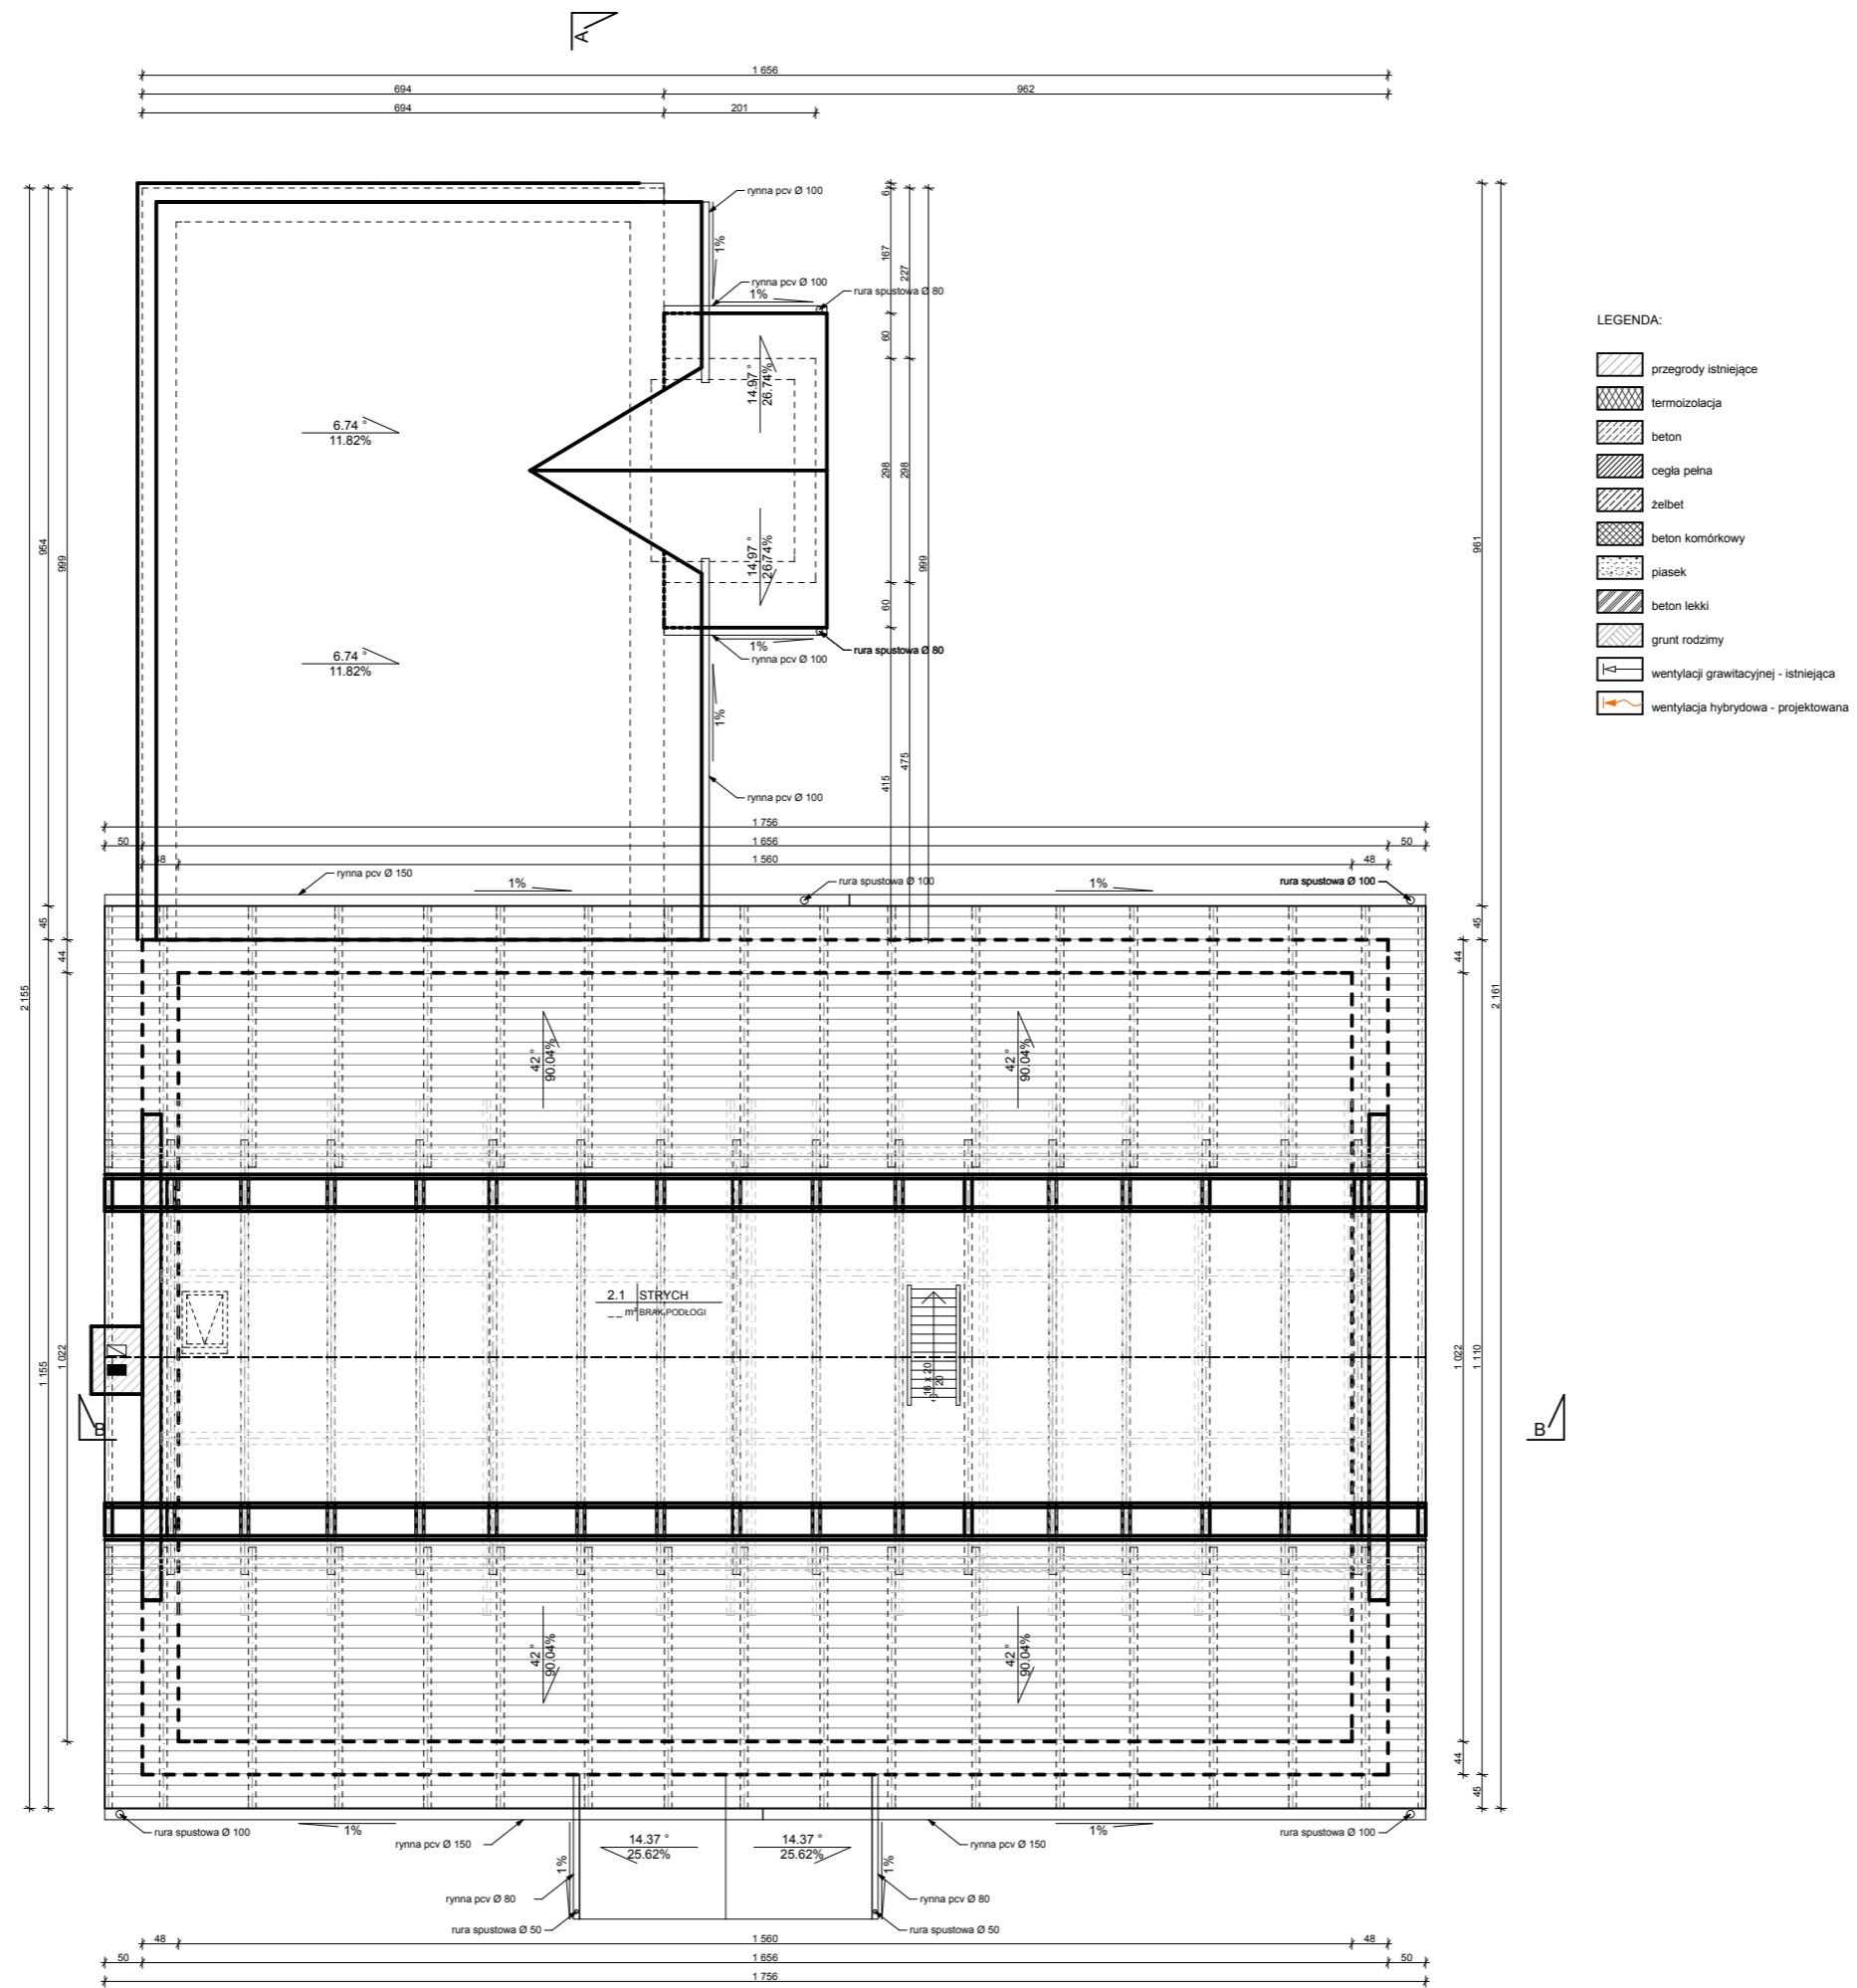 A
1 656
694
962
694
201
rynna pcv Ø 100
1%
rynna pcv Ø 100
1%
rura spustowa Ø 80
6
167
227
60
14.97 °
26.74%
6.74 °
11.82%
298
298
999
954
999
961
14.97 °
26.74%
60
1%
rynna pcv Ø 100
rura spustowa Ø 80
6.74 °
11.82%
1%
475
415
rynna pcv Ø 100
LEGENDA:
przegrody istniejące
termoizolacja
beton
cegła pełna
żelbet
beton komórkowy
piasek
beton lekki
grunt rodzimy
wentylacji grawitacyjnej - istniejąca
wentylacja hybrydowa - projektowana
1 756
50
1 656
50
48
1 560
48
rynna pcv Ø 150
1%
rura spustowa Ø 100
1%
rura spustowa Ø 100
45
45
44
44
2 155
2 161
42 °
90.04%
42 °
90.04%
2.1 STRYCH
m² BRAK PODŁOGI
16 x 20
20
1 155
1 022
1 022
1 110
B
B
42 °
90.04%
42 °
90.04%
44
45
rura spustowa Ø 100
1%
rynna pcv Ø 150
14.37 °
25.62%
14.37 °
25.62%
rynna pcv Ø 150
1%
rura spustowa Ø 100
1%
1%
rynna pcv Ø 80
rynna pcv Ø 80
rura spustowa Ø 50
rura spustowa Ø 50
48
1 560
48
50
1 656
50
1 756